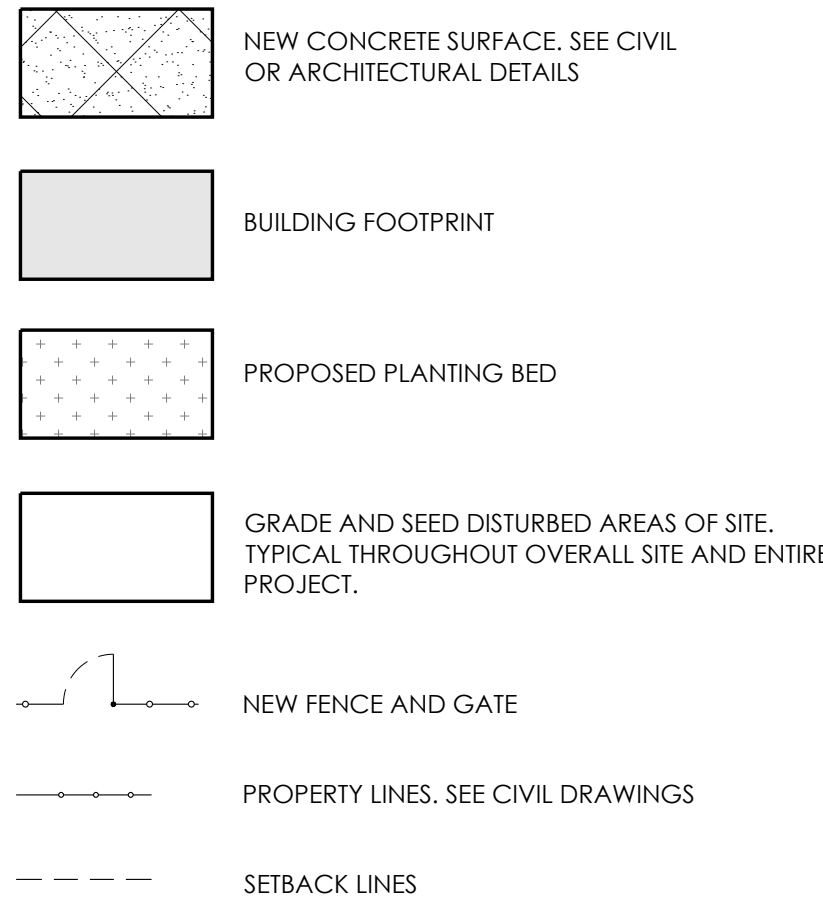 NEW CONCRETE SURFACE. SEE CIVIL
OR ARCHITECTURAL DETAILS
BUILDING FOOTPRINT
PROPOSED PLANTING BED
GRADE AND SEED DISTURBED AREAS OF SITE.
TYPICAL THROUGHOUT OVERALL SITE AND ENTIRE
PROJECT.
NEW FENCE AND GATE
PROPERTY LINES. SEE CIVIL DRAWINGS
SETBACK LINES